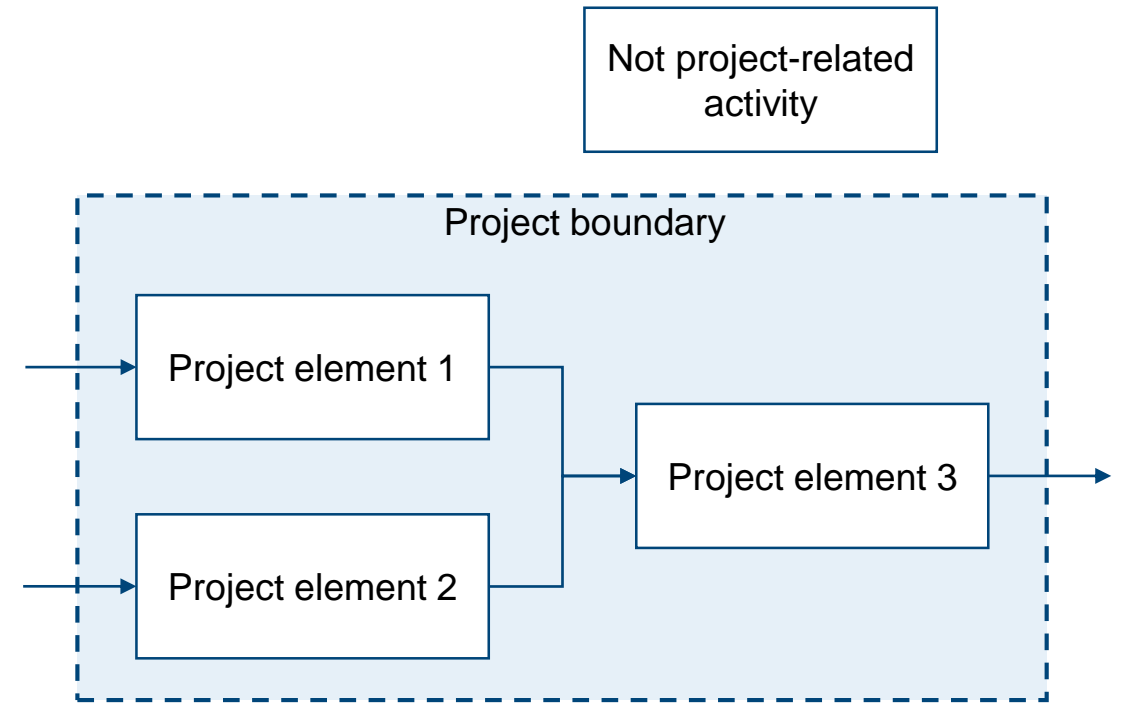 Not project-related
activity
Project boundary
Project element 1
Project element 3
Project element 2